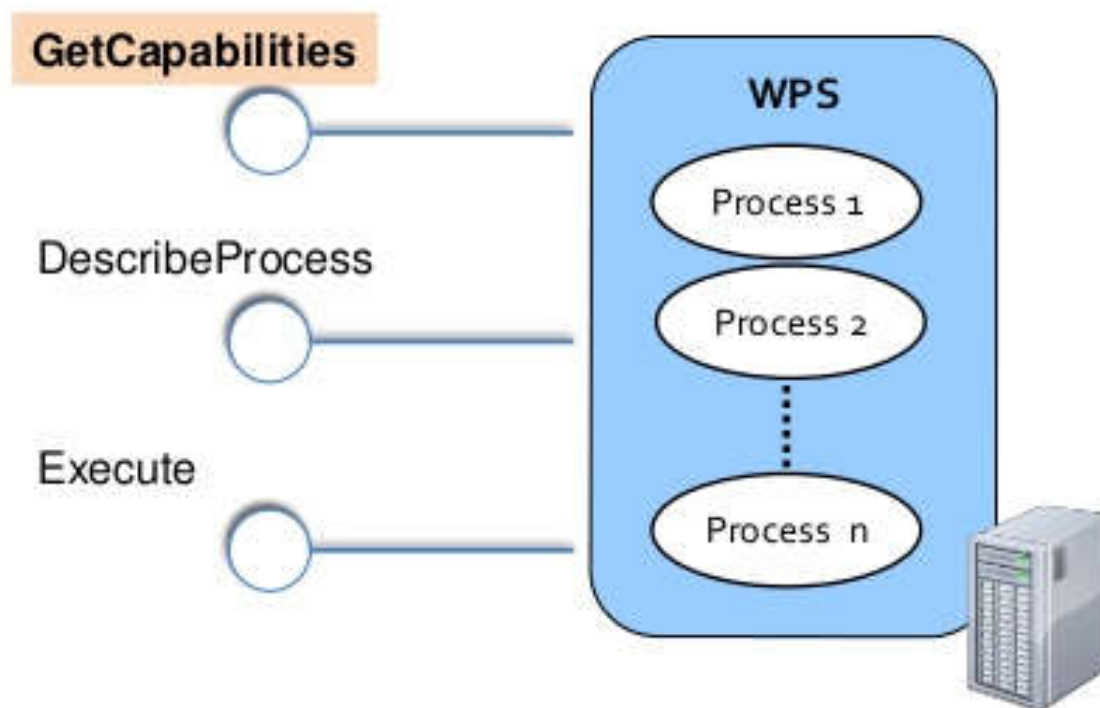 GetCapabilities
WPS
Process 1
DescribeProcess
Process 2
Execute
Process n